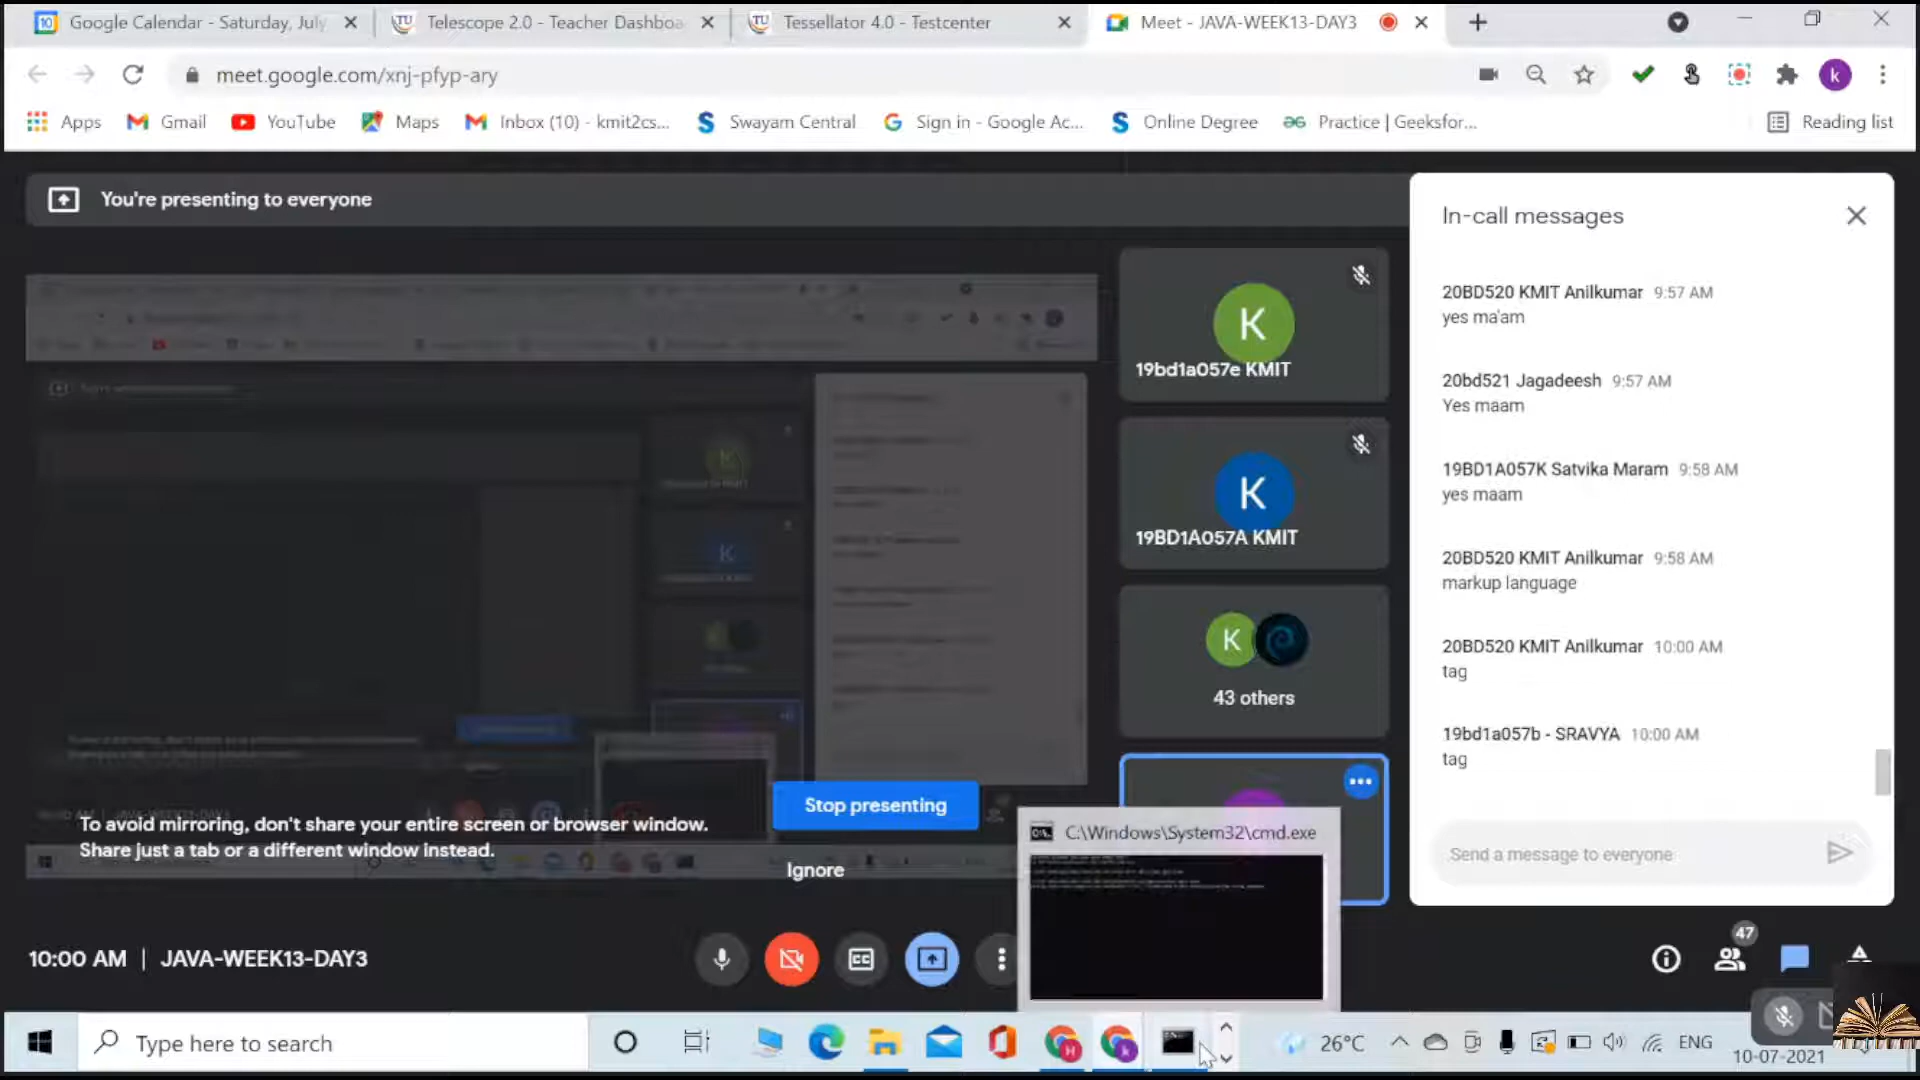 Google Calendar - Saturday, July
Telescope 2.0 - Teacher Dashboa
Tessellator 4.0 - Testcenter
Meet - JAVA-WEEK13-DAY3
meet.google.com/xnj-pfyp-ary
k
Apps
Gmail
YouTube
Maps
Inbox (10) - kmit2cs...
Swayam Central
Sign in - Google Ac...
Online Degree
Practice | Geeksfor...
Reading list
You're presenting to everyone
In-call messages
20BD520 KMIT Anilkumar 9:57 AM
yes ma'am
20bd521 Jagadeesh 9:57 AM
Yes maam
19BD1A057K Satvika Maram 9:58 AM
yes maam
20BD520 KMIT Anilkumar 9:58 AM
markup language
20BD520 KMIT Anilkumar 10:00 AM
tag
19bd1a057b - SRAVYA 10:00 AM
tag
Send a message to everyone
K
19bd1a057e KMIT
K
19BD1A057A KMIT
K
43 others
To avoid mirroring, don't share your entire screen or browser window.
Share just a tab or a different window instead.
Stop presenting
Ignore
C:\Windows\System32\cmd.exe
10:00 AM | JAVA-WEEK13-DAY3
47
Type here to search
26°C
ENG
10-07-2021